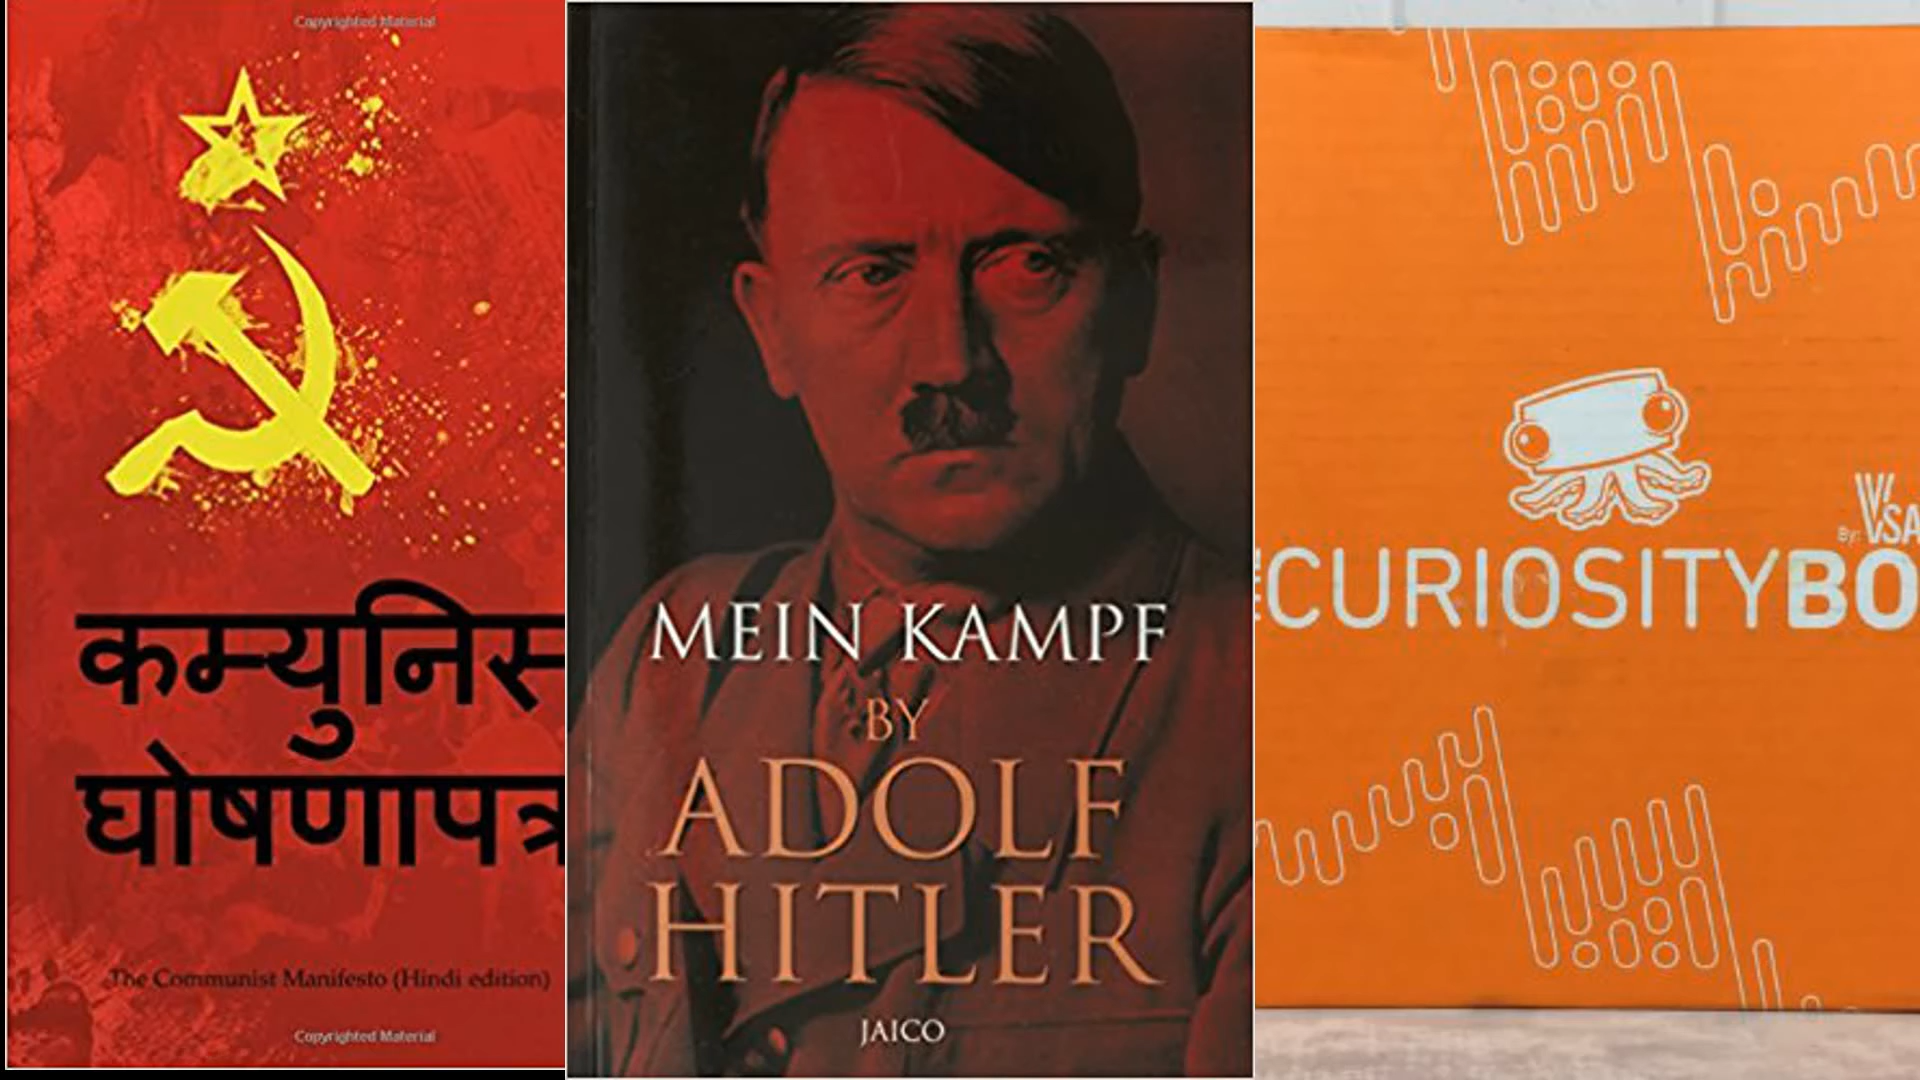 Copyrighted Material
कम्युनिस
घोषणापत्र
The Communist Manifesto (Hindi edition)
Copyrighted Material
MEIN KAMPF
BY
ADOLF
HITLER
JAICO
By: VSA
CURIOSITYBO